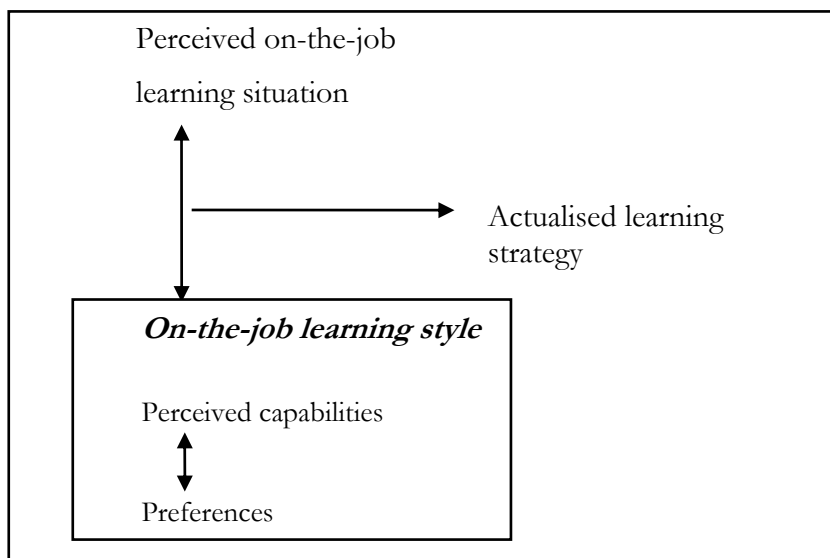 Perceived on-the-job
learning situation
Actualised learning
strategy
On-the-job learning style
Perceived capabilities
Preferences